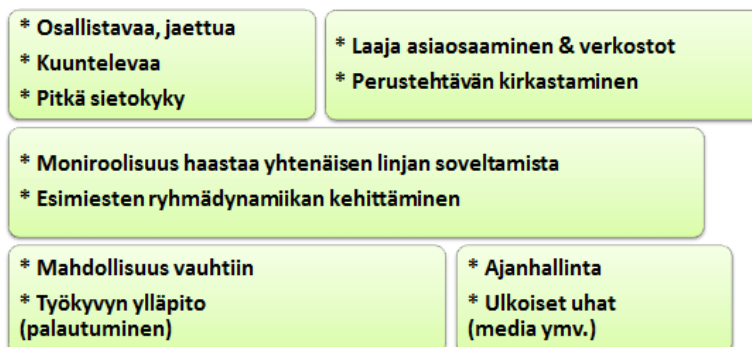 * Osallistavaa, jaettua
* Kuuntelevaa
* Pitkä sietokyky
* Laaja asiaosaaminen & verkostot
* Perustehtävän kirkastaminen
* Moniroolisuus haastaa yhtenäisen linjan soveltamista
* Esimiesten ryhmädynamiikan kehittäminen
* Mahdollisuus vauhtiin
* Työkyvyn ylläpito
(palautuminen)
* Ajanhallinta
* Ulkoiset uhat
(media ymv.)